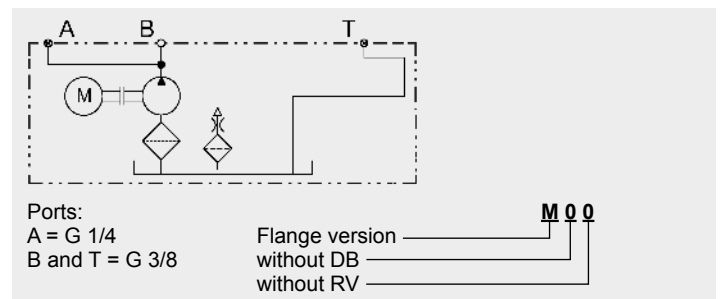 A B T
M
Ports:
A = G 1/4
B and T = G 3/8
M 0 0
Flange version
without DB
without RV